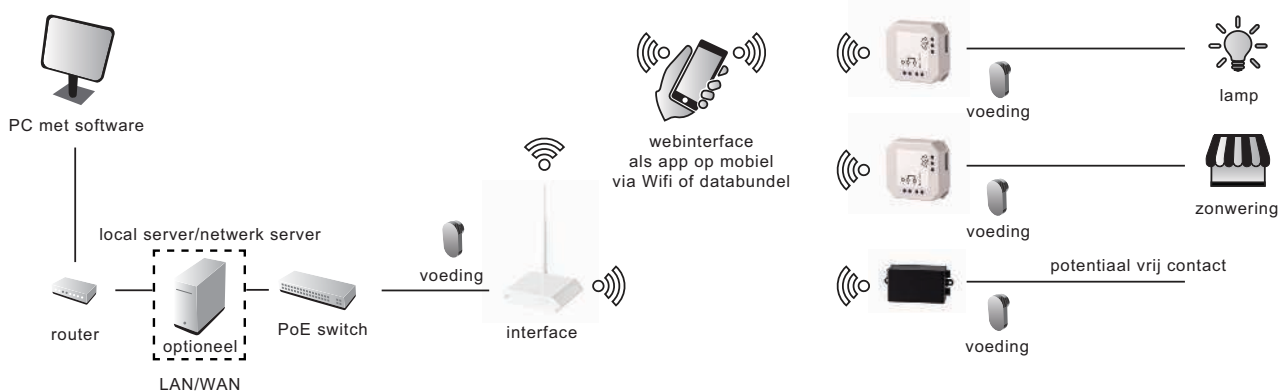 PC met software
local server/netwerk server
router
optioneel
LAN/WAN
PoE switch
voeding
interface
webinterface
als app op mobiel
via Wifi of databundel
voeding
lamp
voeding
zonwering
potentiaal vrij contact
voeding